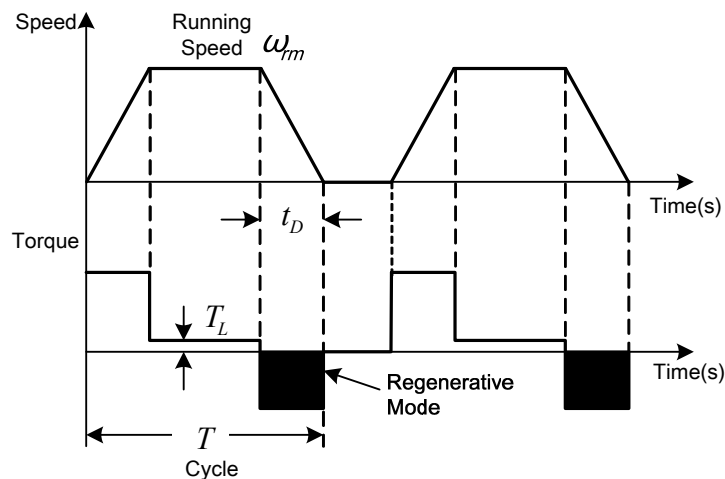 Speed
Running
Speed
ω_rm
Time(s)
t_D
Torque
T_L
Time(s)
Regenerative
Mode
T
Cycle